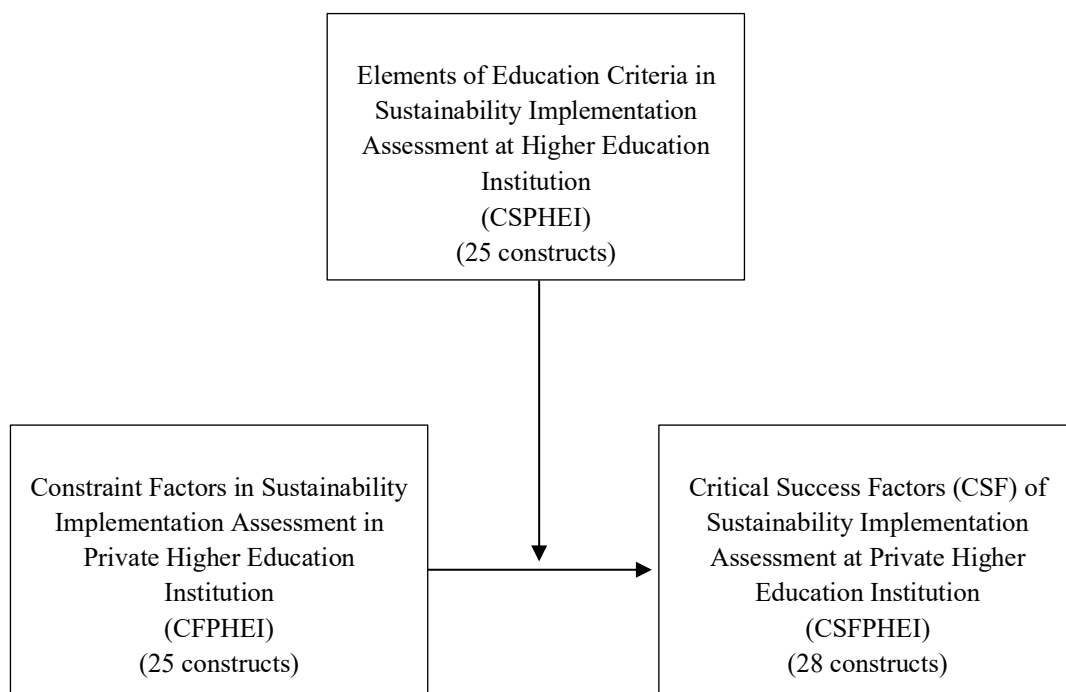 Elements of Education Criteria in
Sustainability Implementation
Assessment at Higher Education
Institution
(CSPHEI)
(25 constructs)
Constraint Factors in Sustainability
Implementation Assessment in
Private Higher Education
Institution
(CFPHEI)
(25 constructs)
Critical Success Factors (CSF) of
Sustainability Implementation
Assessment at Private Higher
Education Institution
(CSFPHEI)
(28 constructs)